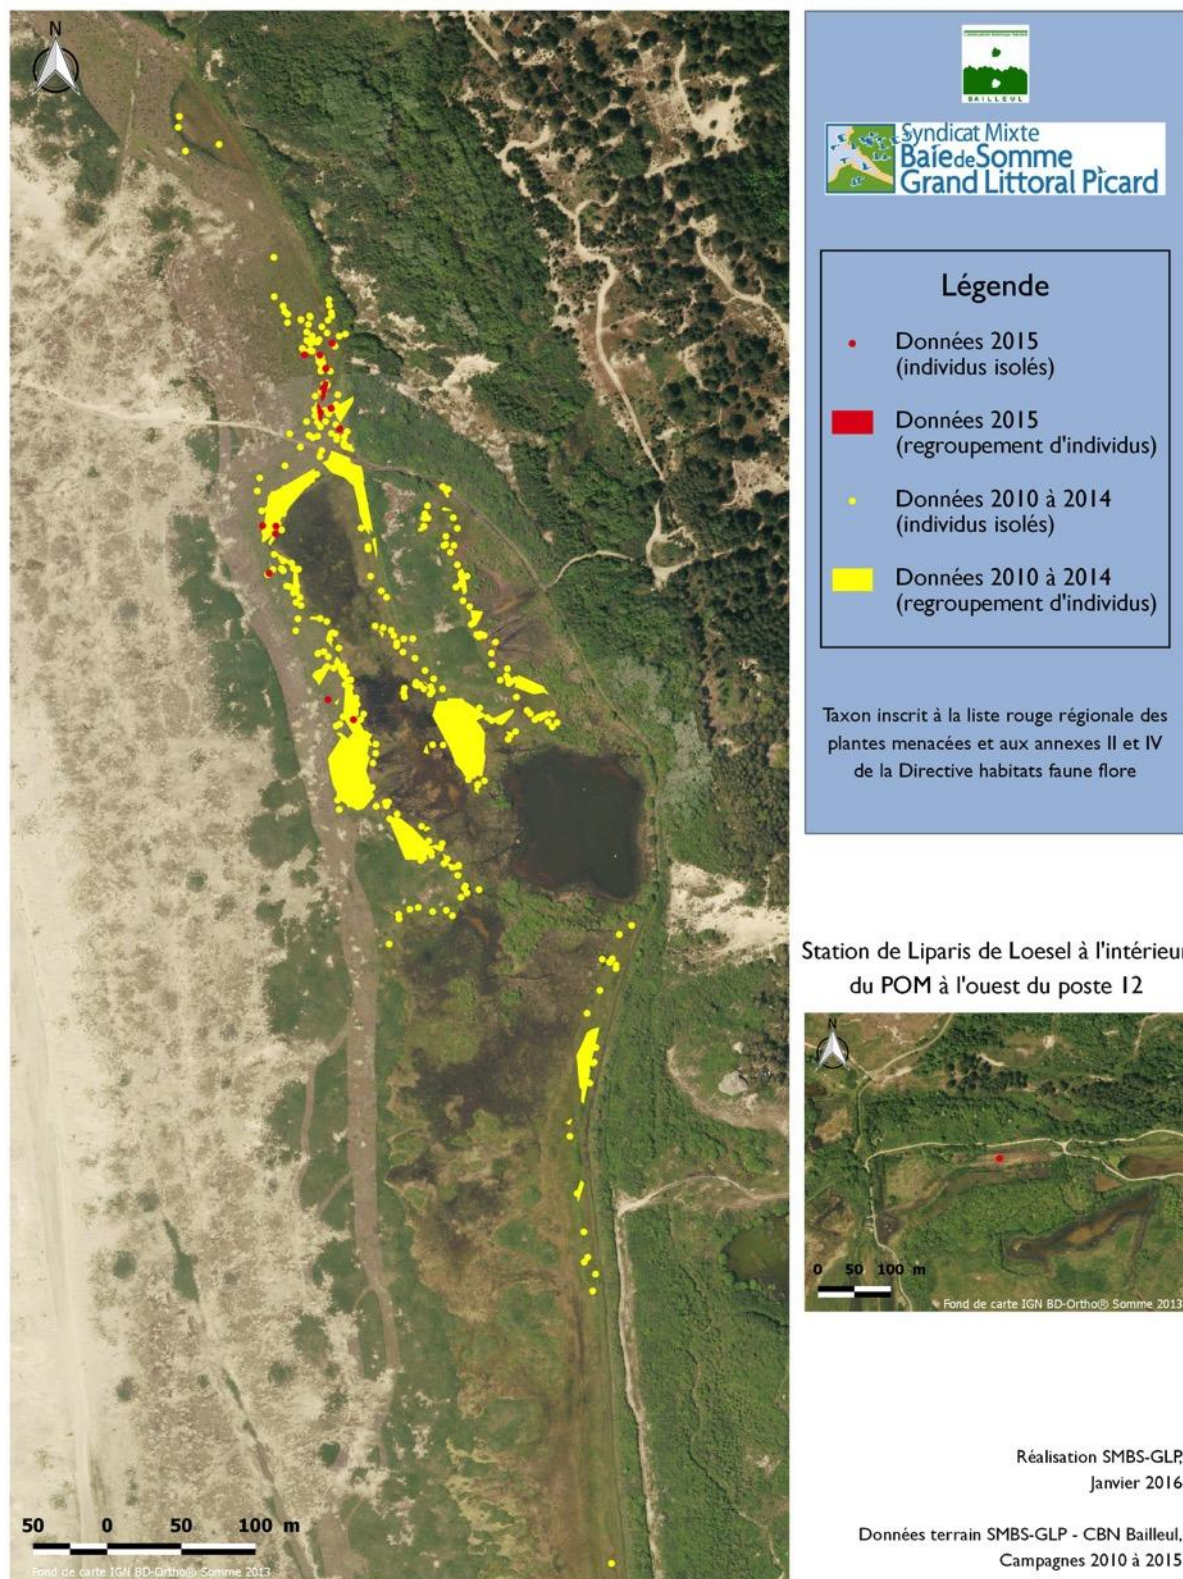 N
50 0 50 100 m
Fond de carte IGN BD-Ortho® Somme 2013
BAILLEUL
Syndicat Mixte
Baie de Somme
Grand Littoral Picard
Légende
Données 2015
(individus isolés)
Données 2015
(regroupement d'individus)
Données 2010 à 2014
(individus isolés)
Données 2010 à 2014
(regroupement d'individus)
Taxon inscrit à la liste rouge régionale des
plantes menacées et aux annexes II et IV
de la Directive habitats faune flore
Station de Liparis de Loesel à l'intérieur
du POM à l'ouest du poste 12
N
0 50 100 m
Fond de carte IGN BD-Ortho® Somme 2013
Réalisation SMBS-GLP,
Janvier 2016
Données terrain SMBS-GLP - CBN Bailleul,
Campagnes 2010 à 2015